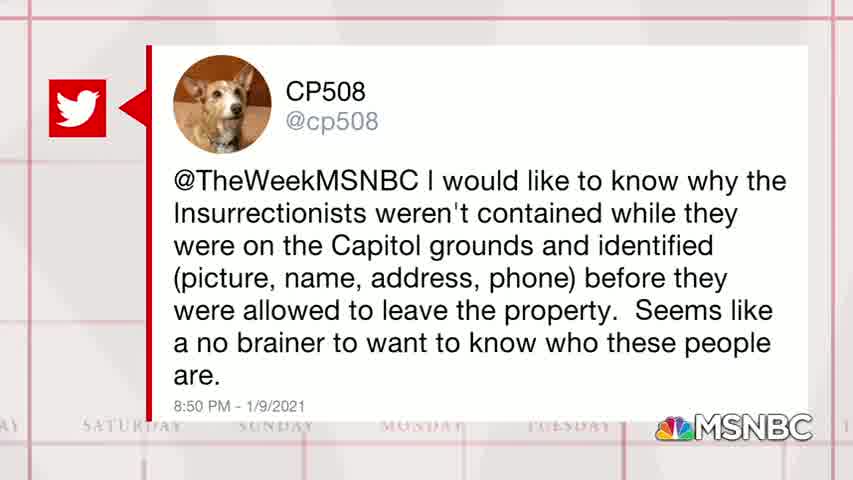 CP508
@cp508
@TheWeekMSNBC I would like to know why the
Insurrectionists weren't contained while they
were on the Capitol grounds and identified
(picture, name, address, phone) before they
were allowed to leave the property.  Seems like
a no brainer to want to know who these people
are.
8:50 PM - 1/9/2021
AY SATURDAY SUNDAY MONDAY TUESDAY
MSNBC